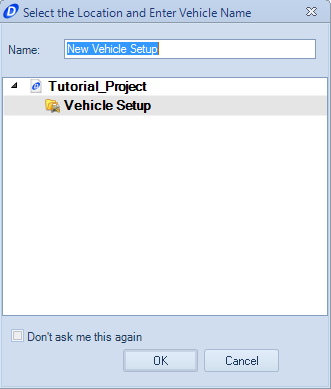 Select the Location and Enter Vehicle Name
Name: New Vehicle Setup
Tutorial_Project
Vehicle Setup
Don't ask me this again
OK Cancel